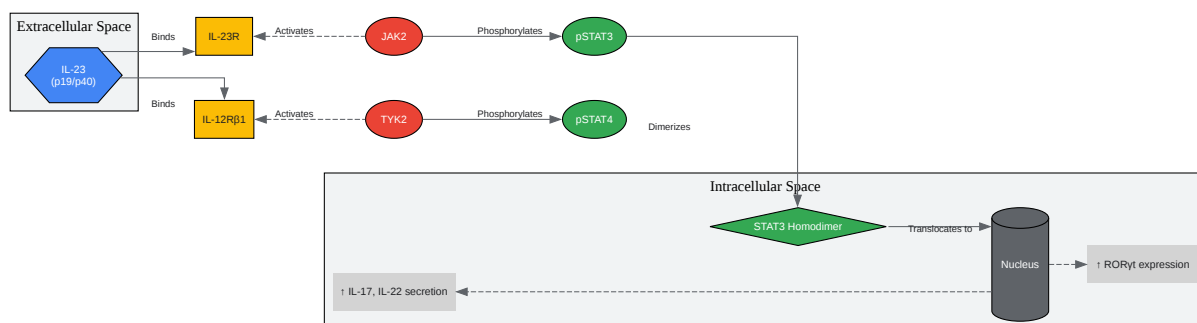 Extracellular Space
IL-23
(p19/p40)
Binds
IL-23R
Activates
JAK2
Phosphorylates
pSTAT3
Binds
IL-12Rβ1
Activates
TYK2
Phosphorylates
pSTAT4
Dimerizes
Intracellular Space
STAT3 Homodimer
Translocates to
Nucleus
↑ RORγt expression
↑ IL-17, IL-22 secretion